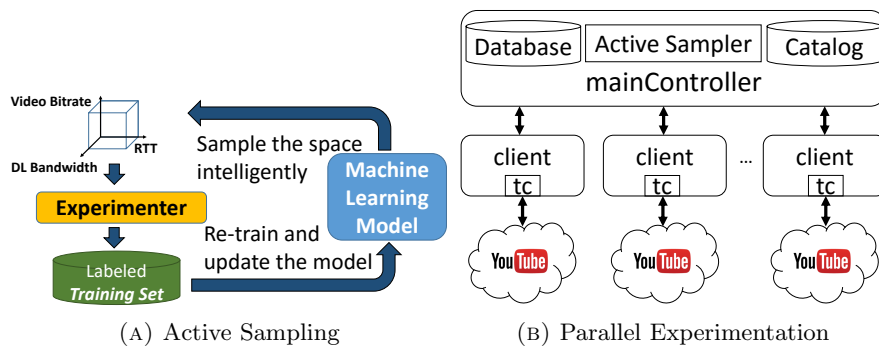 Video Bitrate
RTT
DL Bandwidth
Experimenter
Labeled
Training Set
Sample the space
intelligently
Machine
Learning
Model
Re-train and
update the model
(A) Active Sampling
Database
Active Sampler
Catalog
mainController
client
client
...
client
tc
tc
tc
YouTube
YouTube
YouTube
(B) Parallel Experimentation